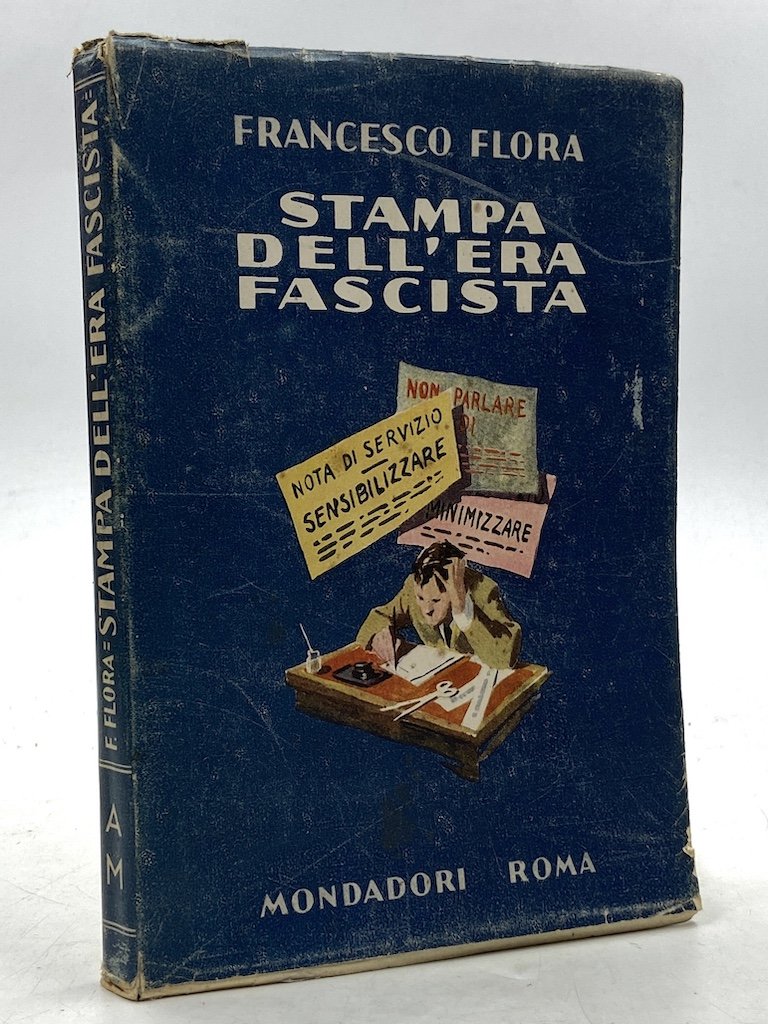 FRANCESCO FLORA
STAMPA
DELL'ERA
FASCISTA
NON PARLARE
DI
NOTA DI SERVIZIO
SENSIBILIZZARE
MINIMIZZARE
MONDADORI ROMA
F. FLORA = STAMPA DELL'ERA FASCISTA =
A
M